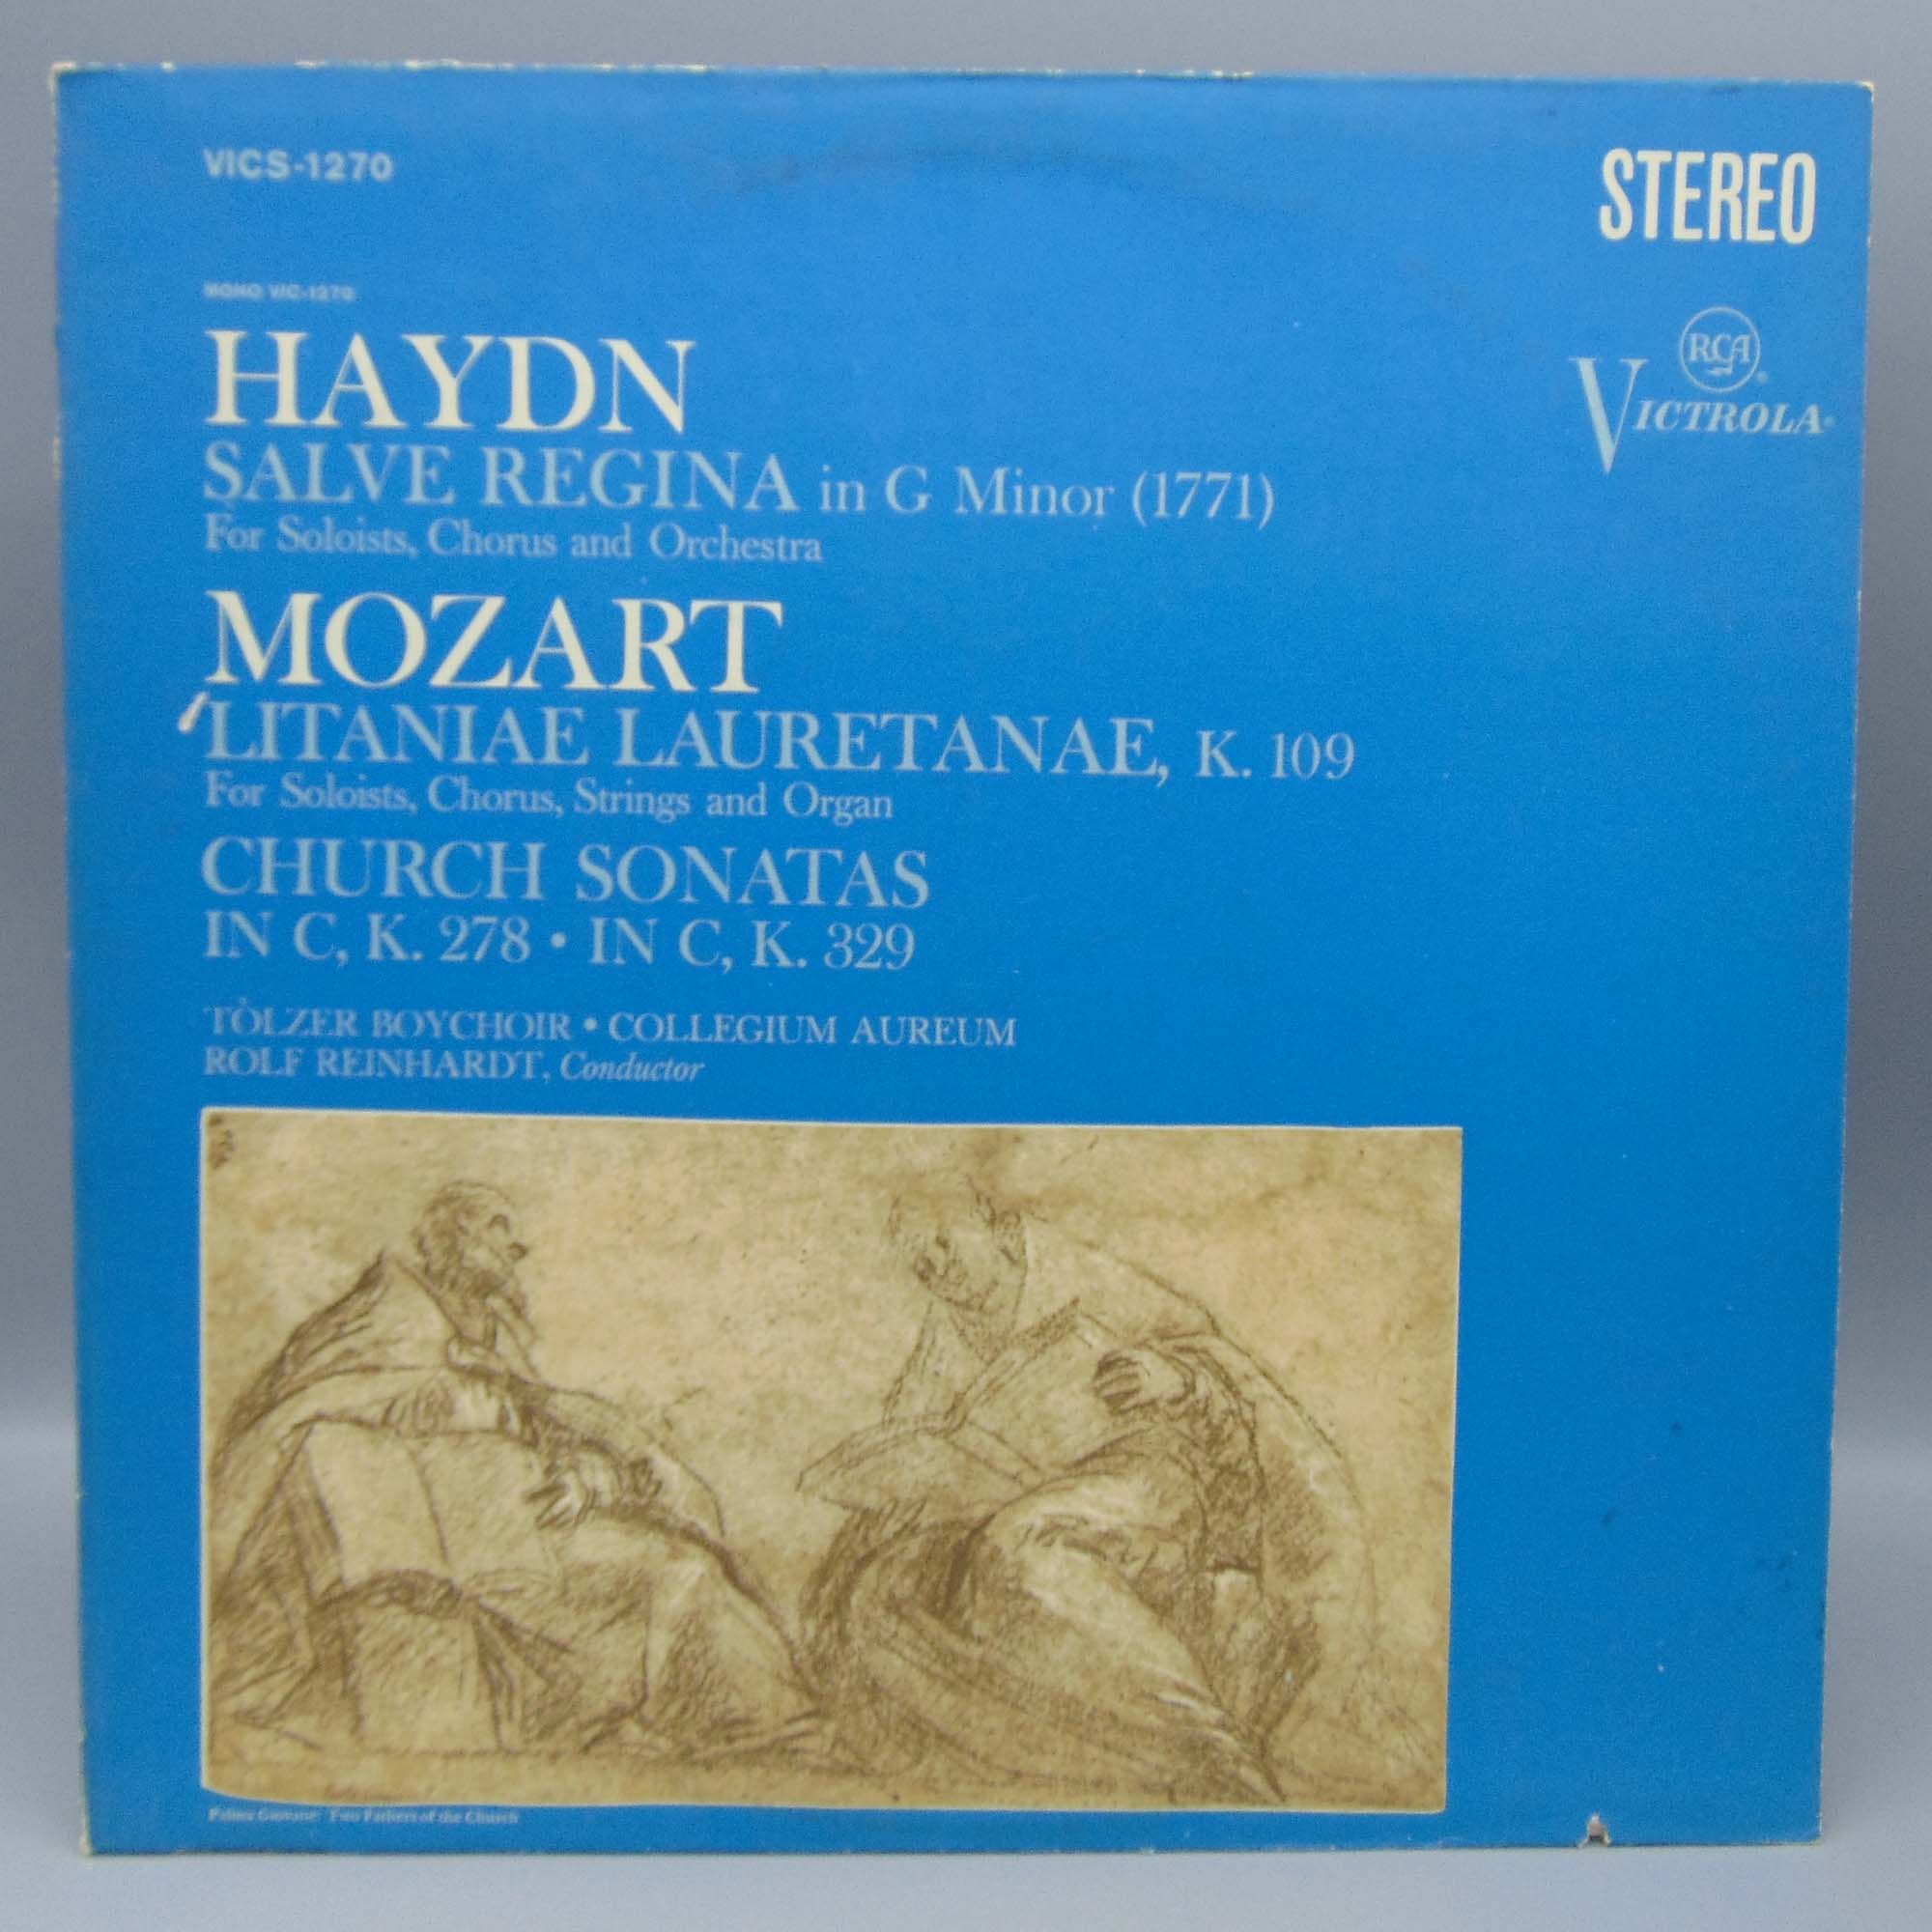 VICS-1270
STEREO
MONO VIC-1270
RCA
VICTROLA
HAYDN
SALVE REGINA in G Minor (1771)
For Soloists, Chorus and Orchestra
MOZART
LITANIAE LAURETANAE, K. 109
For Soloists, Chorus, Strings and Organ
CHURCH SONATAS
IN C, K. 278 • IN C, K. 329
TÖLZER BOYCHOIR • COLLEGIUM AUREUM
ROLF REINHARDT, Conductor
Palma Giovane: Two Fathers of the Church